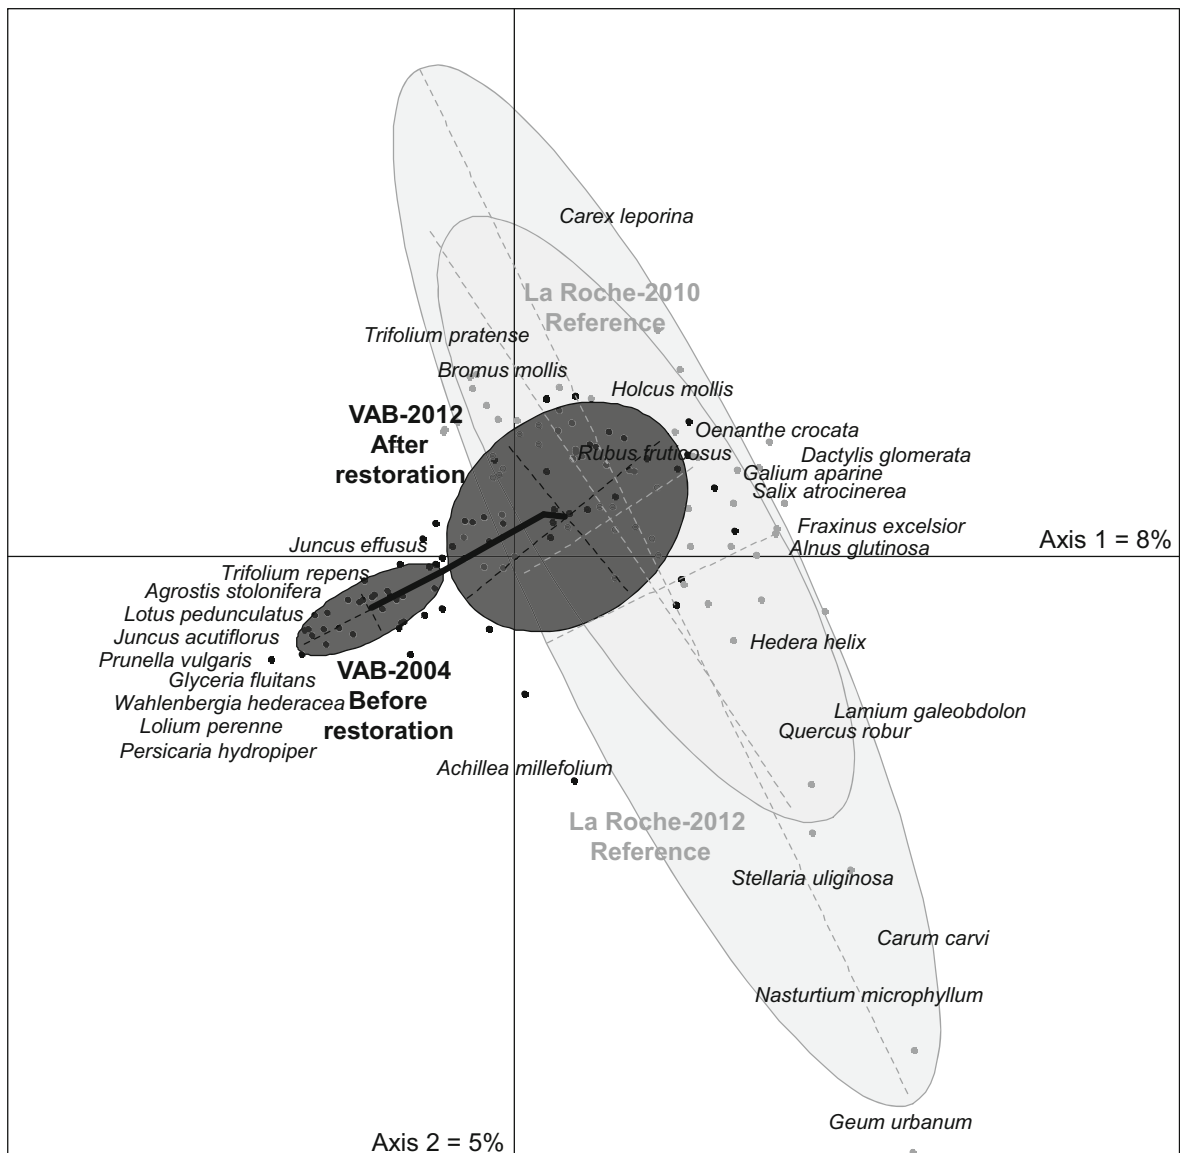 Carex leporina
La Roche-2010
Reference
Trifolium pratense
Bromus mollis
Holcus mollis
VAB-2012
After
restoration
Oenanthe crocata
Rubus fruticosus
Dactylis glomerata
Galium aparine
Salix atrocinerea
Fraxinus excelsior
Axis 1 = 8%
Juncus effusus
Alnus glutinosa
Trifolium repens
Agrostis stolonifera
Lotus pedunculatus
Juncus acutiflorus
Hedera helix
Prunella vulgaris
Glyceria fluitans
VAB-2004
Before
restoration
Wahlenbergia hederacea
Lamium galeobdolon
Lolium perenne
Quercus robur
Persicaria hydropiper
Achillea millefolium
La Roche-2012
Reference
Stellaria uliginosa
Carum carvi
Nasturtium microphyllum
Geum urbanum
Axis 2 = 5%